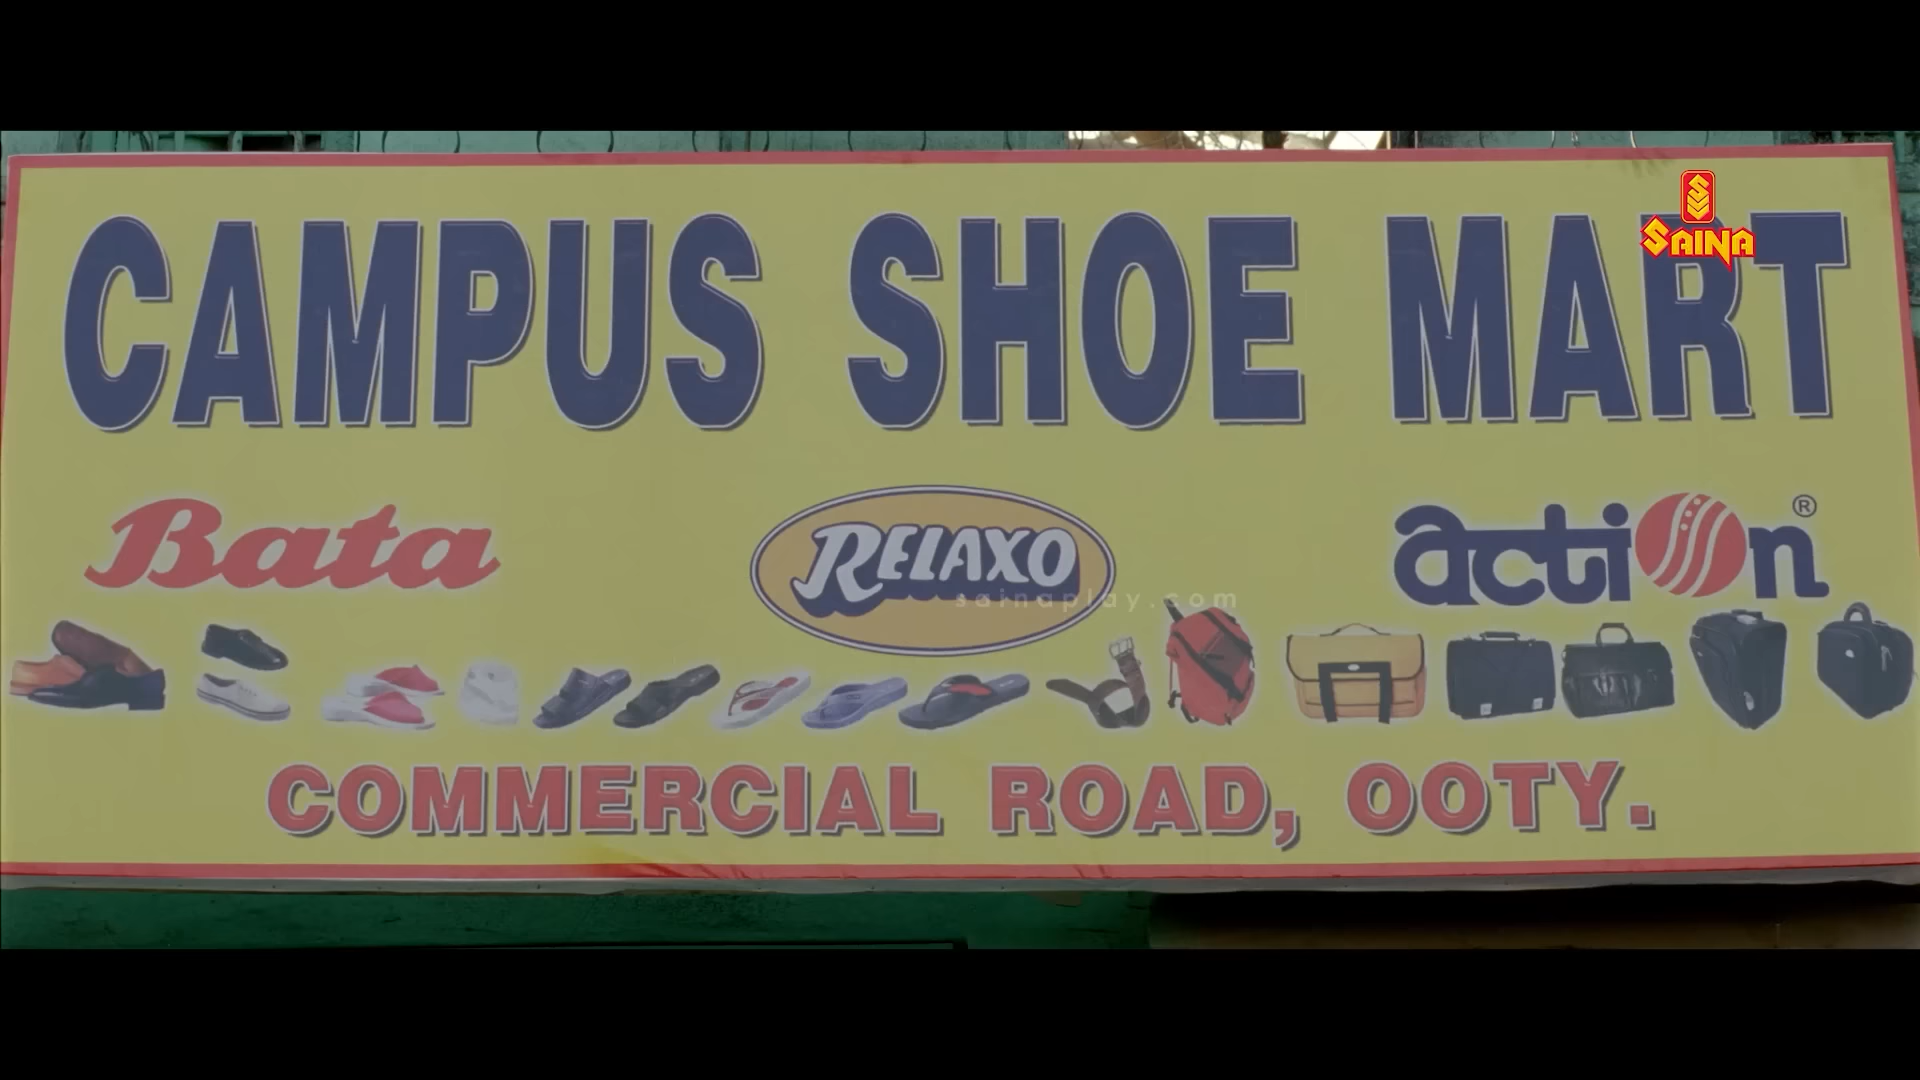 CAMPUS SHOE MART
SAINA
Bata RELAXO action®
sainaplay.com
COMMERCIAL ROAD, OOTY.